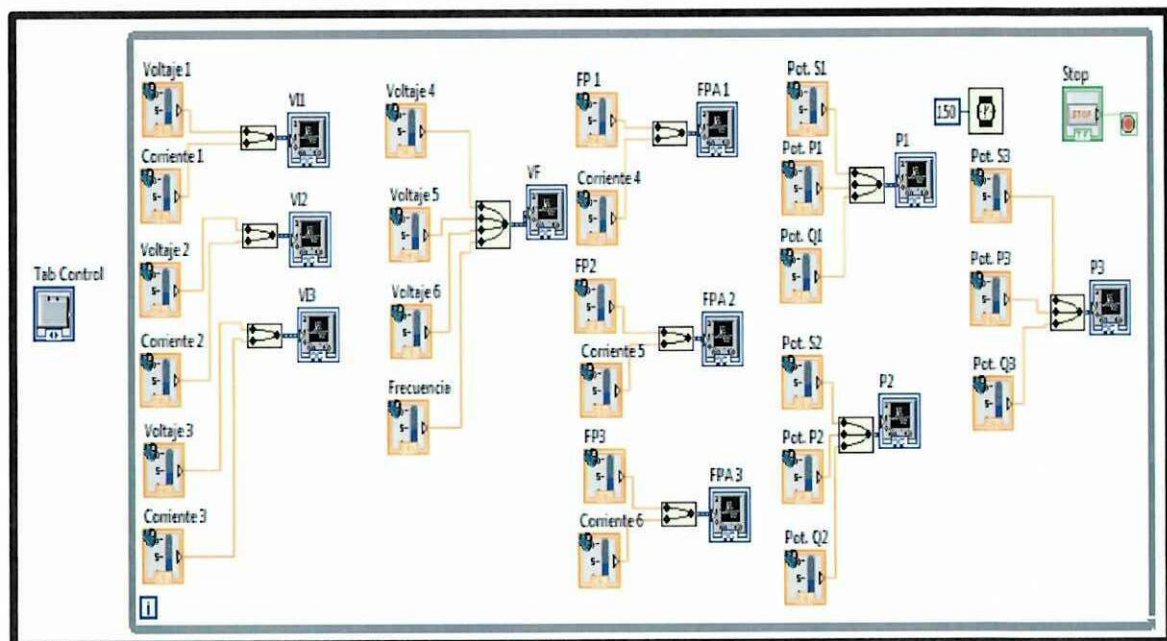 Tab Control
Voltaje 1
Corriente 1
Voltaje 2
Corriente 2
Voltaje 3
Corriente 3
VI1
VI2
VI3
Voltaje 4
Voltaje 5
Voltaje 6
Frecuencia
VF
FP 1
Corriente 4
FP2
Corriente 5
FP3
Corriente 6
FPA 1
FPA 2
FPA 3
Pot. S1
Pot. P1
Pot. Q1
P1
Pot. S2
Pot. P2
Pot. Q2
P2
150
Pot. S3
Pot. P3
Pot. Q3
P3
Stop
STOP
i